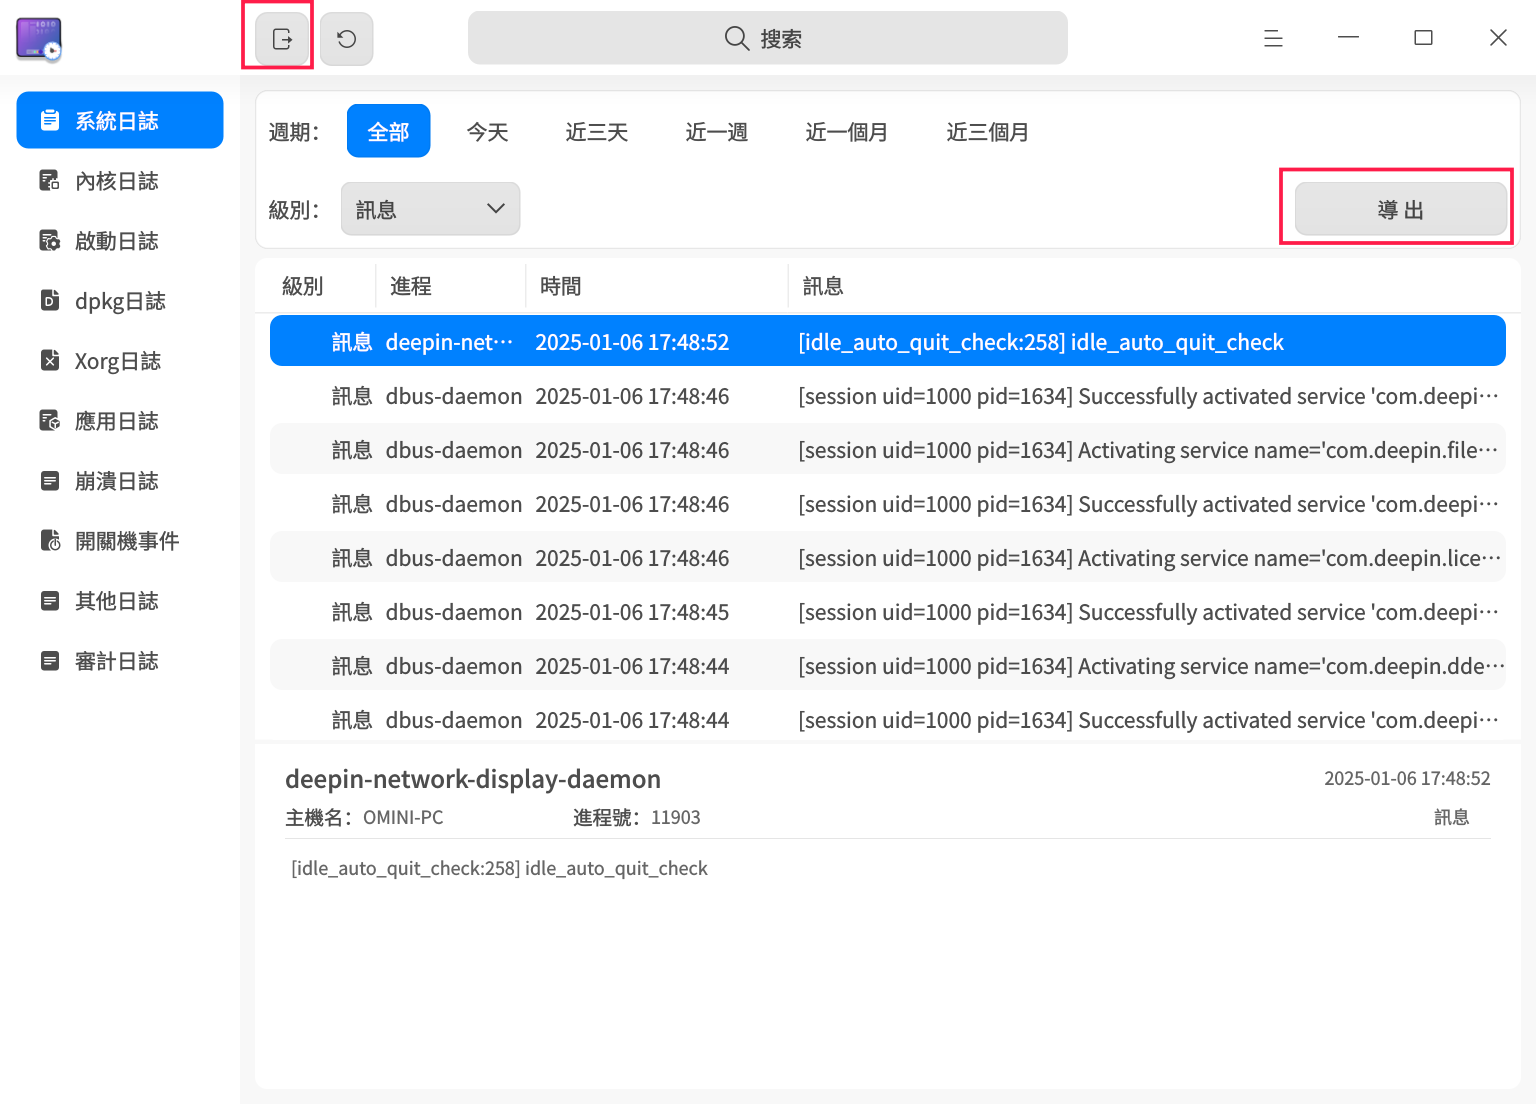 搜索
系統日誌
內核日誌
啟動日誌
dpkg日誌
Xorg日誌
應用日誌
崩潰日誌
開關機事件
其他日誌
審計日誌
週期： 全部 今天 近三天 近一週 近一個月 近三個月
級別： 訊息 導出
級別 進程 時間 訊息
訊息 deepin-net··· 2025-01-06 17:48:52 [idle_auto_quit_check:258] idle_auto_quit_check
訊息 dbus-daemon 2025-01-06 17:48:46 [session uid=1000 pid=1634] Successfully activated service 'com.deepi···
訊息 dbus-daemon 2025-01-06 17:48:46 [session uid=1000 pid=1634] Activating service name='com.deepin.file···
訊息 dbus-daemon 2025-01-06 17:48:46 [session uid=1000 pid=1634] Successfully activated service 'com.deepi···
訊息 dbus-daemon 2025-01-06 17:48:46 [session uid=1000 pid=1634] Activating service name='com.deepin.lice···
訊息 dbus-daemon 2025-01-06 17:48:45 [session uid=1000 pid=1634] Successfully activated service 'com.deepi···
訊息 dbus-daemon 2025-01-06 17:48:44 [session uid=1000 pid=1634] Activating service name='com.deepin.dde···
訊息 dbus-daemon 2025-01-06 17:48:44 [session uid=1000 pid=1634] Successfully activated service 'com.deepi···
deepin-network-display-daemon 2025-01-06 17:48:52
主機名： OMINI-PC 進程號： 11903 訊息
[idle_auto_quit_check:258] idle_auto_quit_check